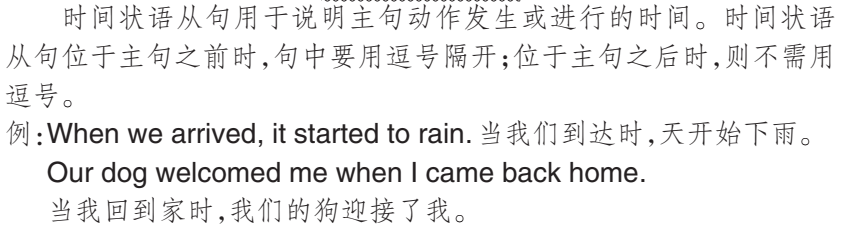 时间状语从句用于说明主句动作发生或进行的时间。时间状语
从句位于主句之前时,句中要用逗号隔开;位于主句之后时,则不需用
逗号。
例:When we arrived, it started to rain. 当我们到达时,天开始下雨。
Our dog welcomed me when I came back home.
当我回到家时,我们的狗迎接了我。